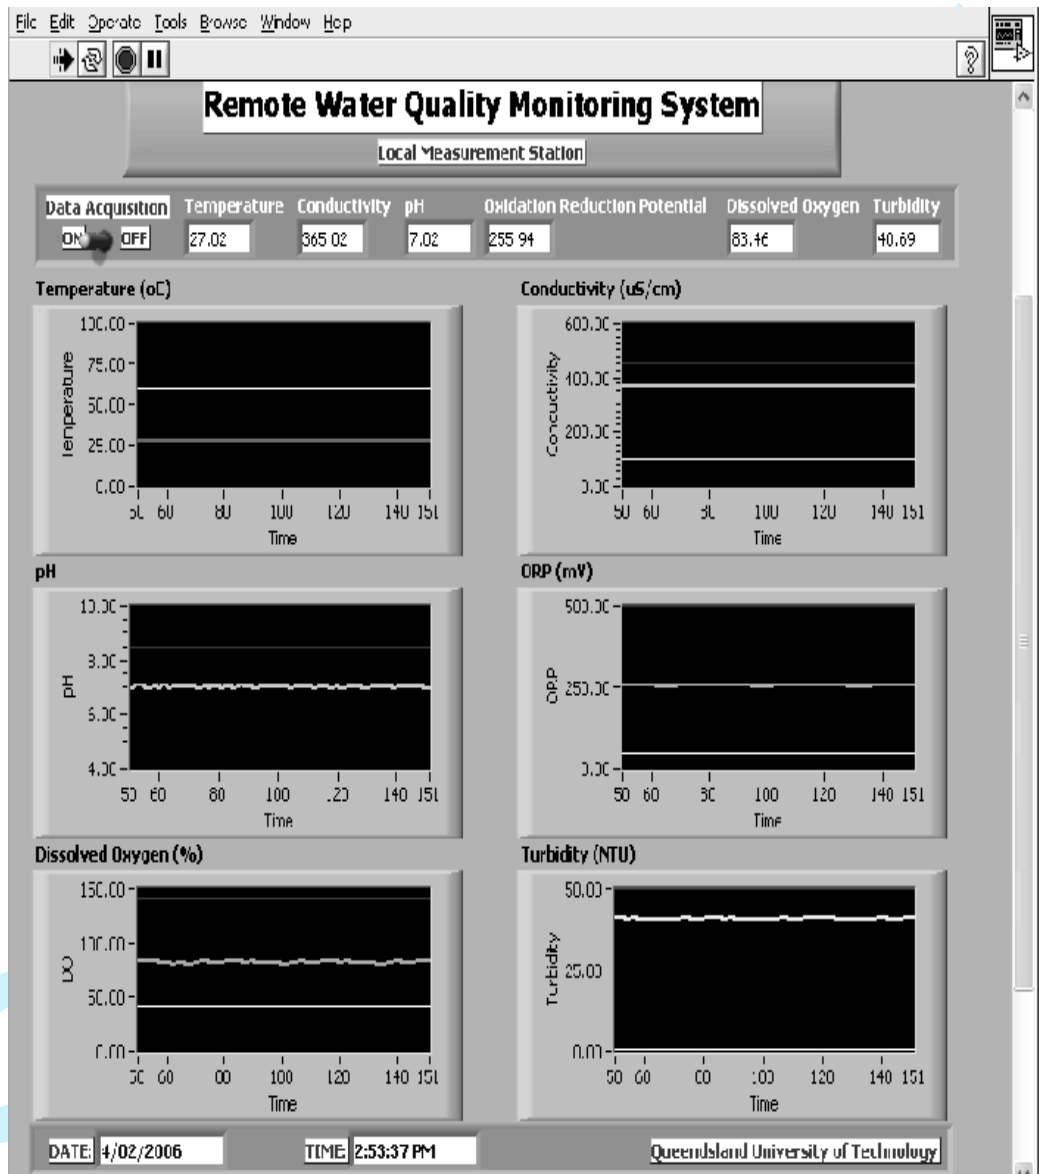 File Edit Operate Tools Browse Window Help
Remote Water Quality Monitoring System
Local Measurement Station
Data Acquisition Temperature Conductivity pH Oxidation Reduction Potential Dissolved Oxygen Turbidity
ON OFF 27.02 365.02 7.02 255.94 83.46 40.69
Temperature (oC) Conductivity (uS/cm)
100.00 600.00
75.00
50.00 400.00
25.00 200.00
0.00 0.00
50 60 80 100 120 140 151 50 60 80 100 120 140 151
Temperature Time Conductivity Time
pH ORP (mV)
10.00 500.00
8.00
6.00 250.00
4.00 0.00
50 60 80 100 120 140 151 50 60 80 100 120 140 151
pH Time ORP Time
Dissolved Oxygen (%) Turbidity (NTU)
150.00 50.00
100.00
50.00 25.00
0.00 0.00
50 60 80 100 120 140 151 50 60 80 100 120 140 151
DO Time Turbidity Time
DATE: 4/02/2006 TIME: 2:53:37 PM Queendsland University of Technology